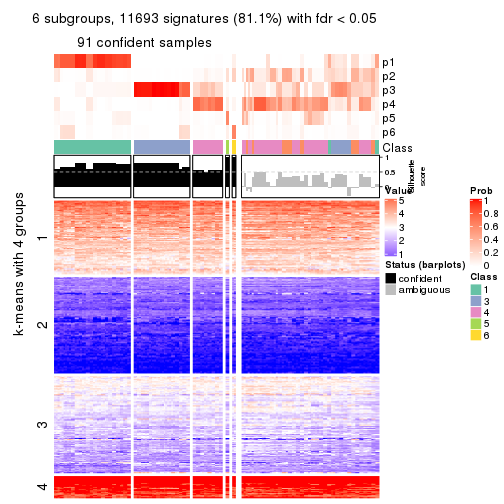 6 subgroups, 11693 signatures (81.1%) with fdr < 0.05
91 confident samples
p1
p2
p3
p4
p5
p6
Class
1
0.5
0
Silhouette
score
k-means with 4 groups
1
2
3
4
Value
5
4
3
2
1
Status (barplots)
confident
ambiguous
Prob
1
0.8
0.6
0.4
0.2
0
Class
1
3
4
5
6